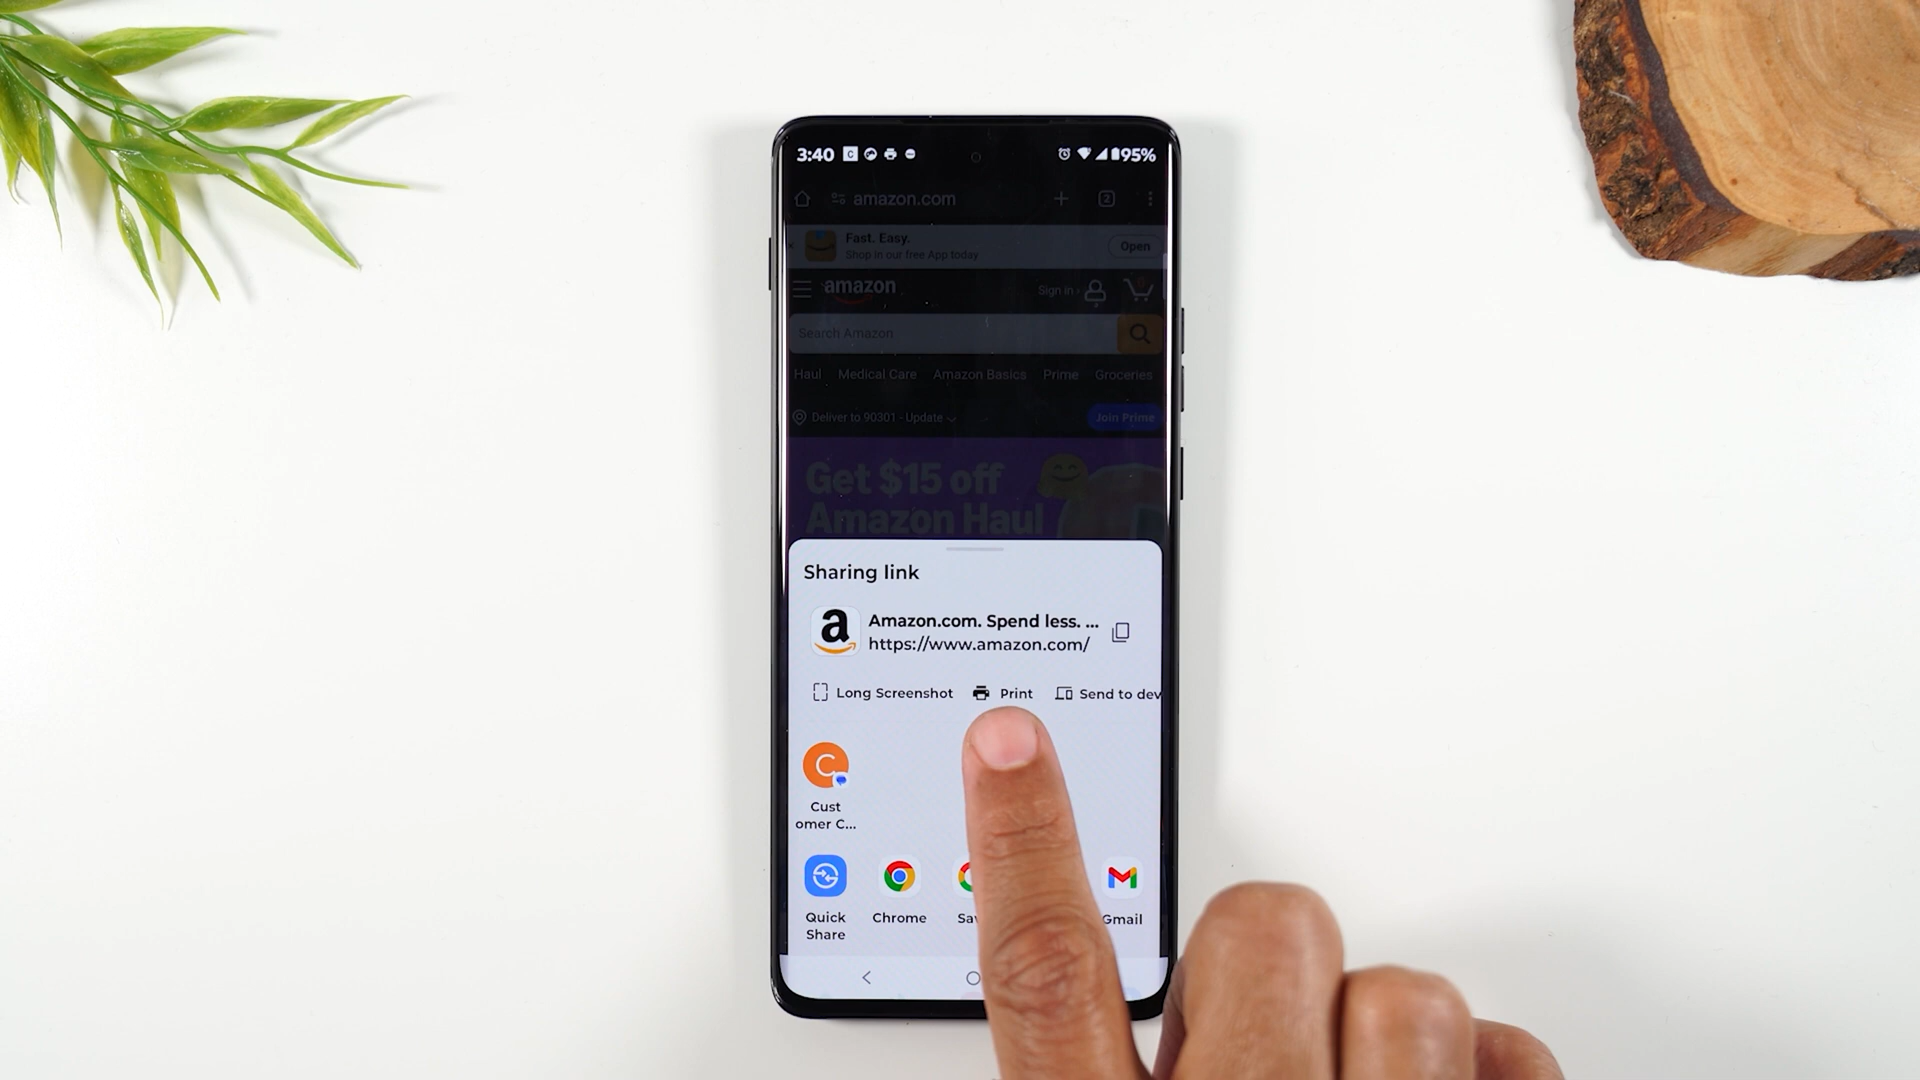 3:40 C 95%
amazon.com 2
Fast. Easy.
Shop in our free App today
Open
amazon
Sign in ›
0
Search Amazon
Haul Medical Care Amazon Basics Prime Groceries
Deliver to 90301 - Update
Join Prime
Get $15 off
Amazon Haul
Sharing link
a
Amazon.com. Spend less. ...
https://www.amazon.com/
Long Screenshot Print Send to dev
C
Cust
omer C...
Quick
Share
Chrome
Gmail